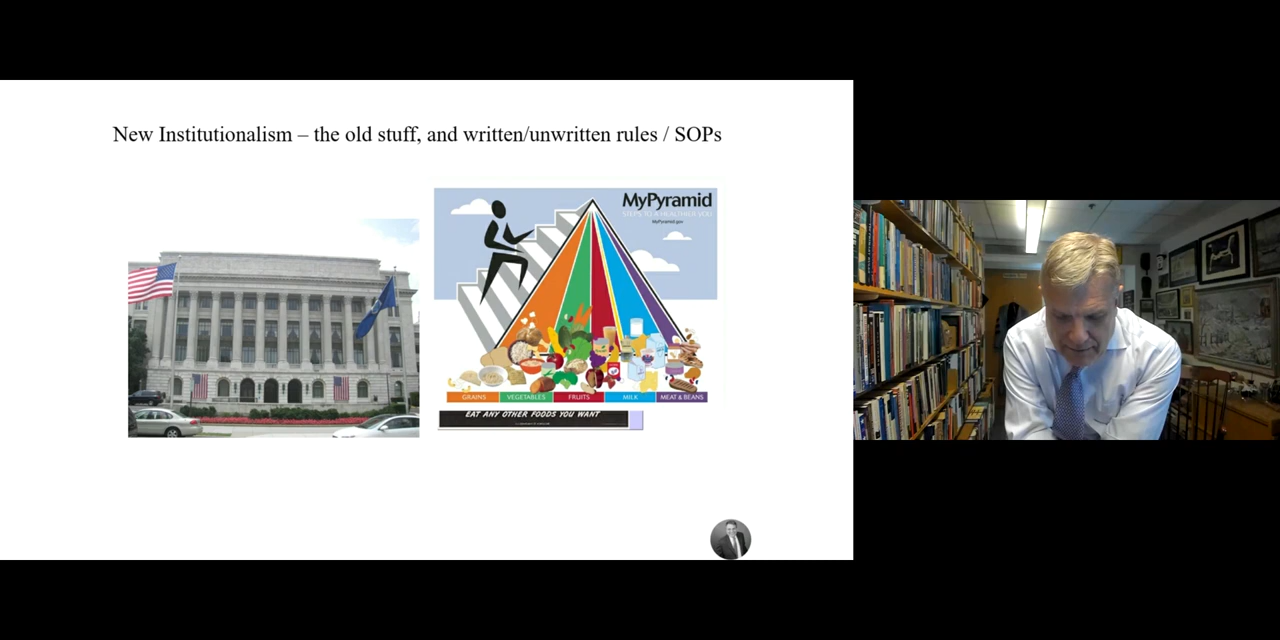 New Institutionalism – the old stuff, and written/unwritten rules / SOPs
MyPyramid
STEPS TO A HEALTHIER YOU
MyPyramid.gov
GRAINS
VEGETABLES
FRUITS
MILK
MEAT & BEANS
EAT ANY OTHER FOODS YOU WANT